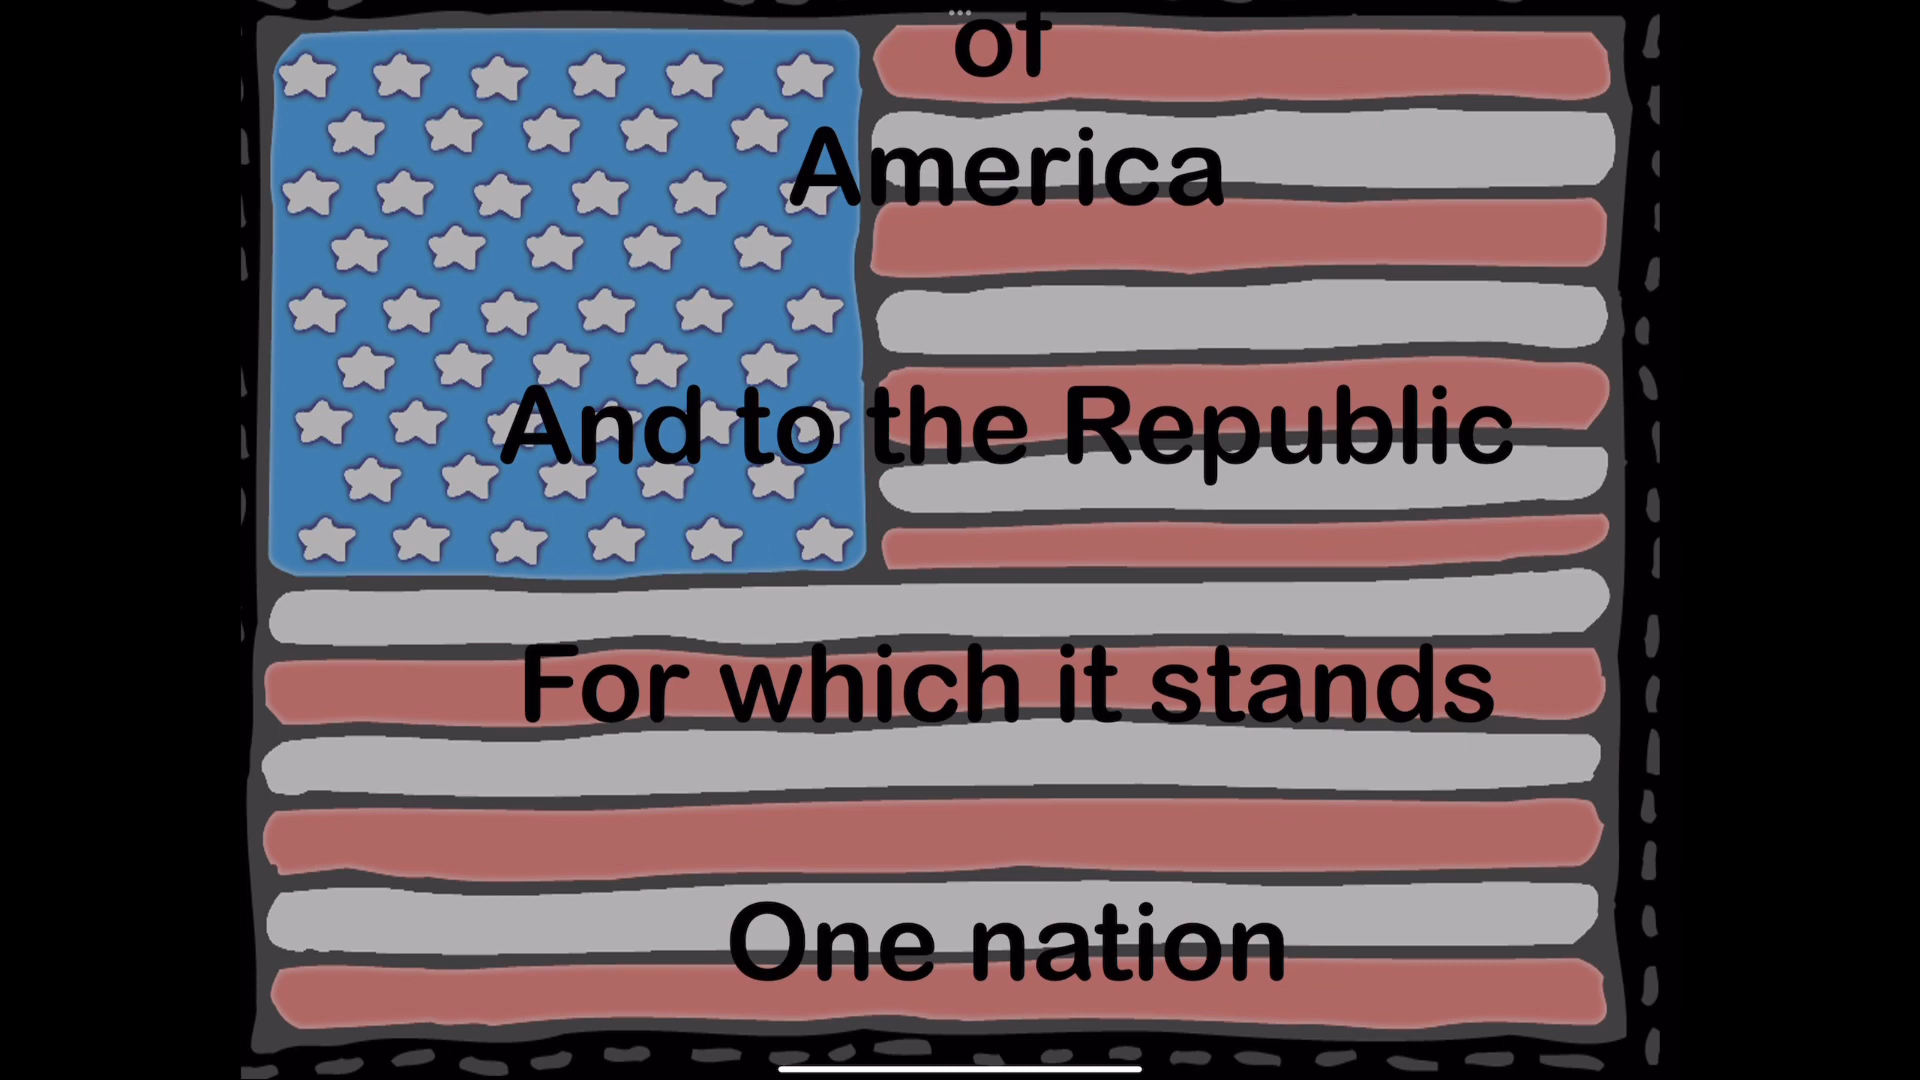 of
America
And to the Republic
For which it stands
One nation